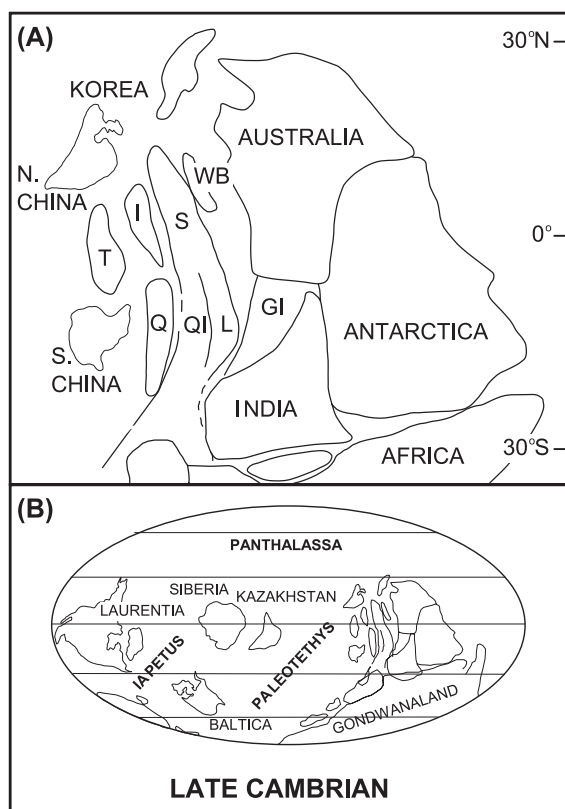 (A)
30°N
KOREA
AUSTRALIA
N.
CHINA
WB
I
S
T
0°
GI
Q
QI
L
ANTARCTICA
S.
CHINA
INDIA
30°S
AFRICA
(B)
PANTHALASSA
SIBERIA
KAZAKHSTAN
LAURENTIA
IAPETUS
PALEOTETHYS
BALTICA
GONDWANALAND
LATE CAMBRIAN